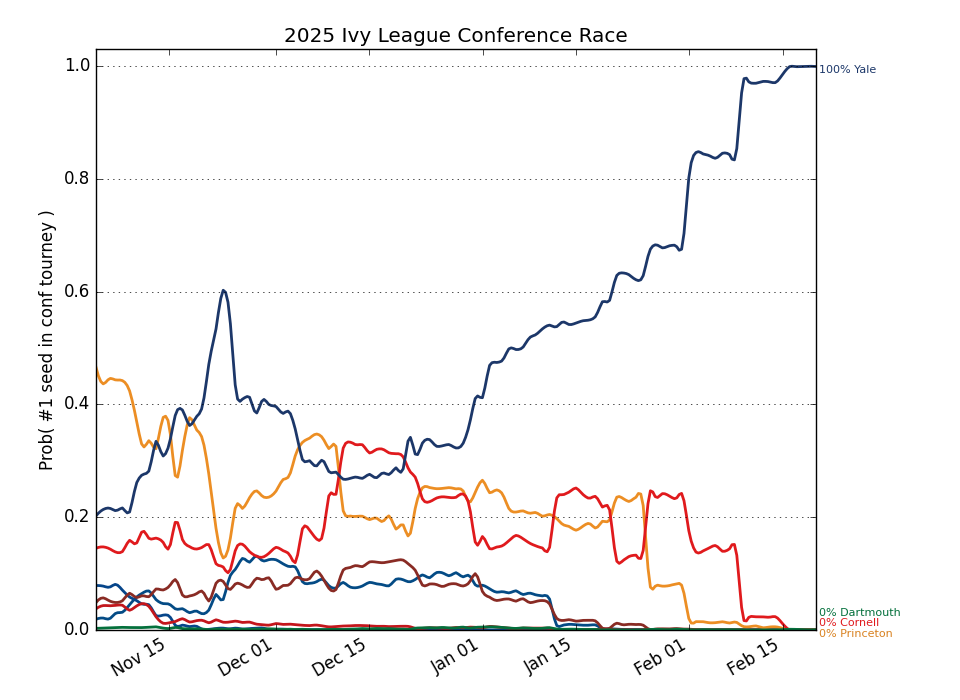 2025 Ivy League Conference Race
Prob( #1 seed in conf tourney )
1.0
0.8
0.6
0.4
0.2
0.0
Nov 15
Dec 01
Dec 15
Jan 01
Jan 15
Feb 01
Feb 15
100% Yale
0% Dartmouth
0% Cornell
0% Princeton